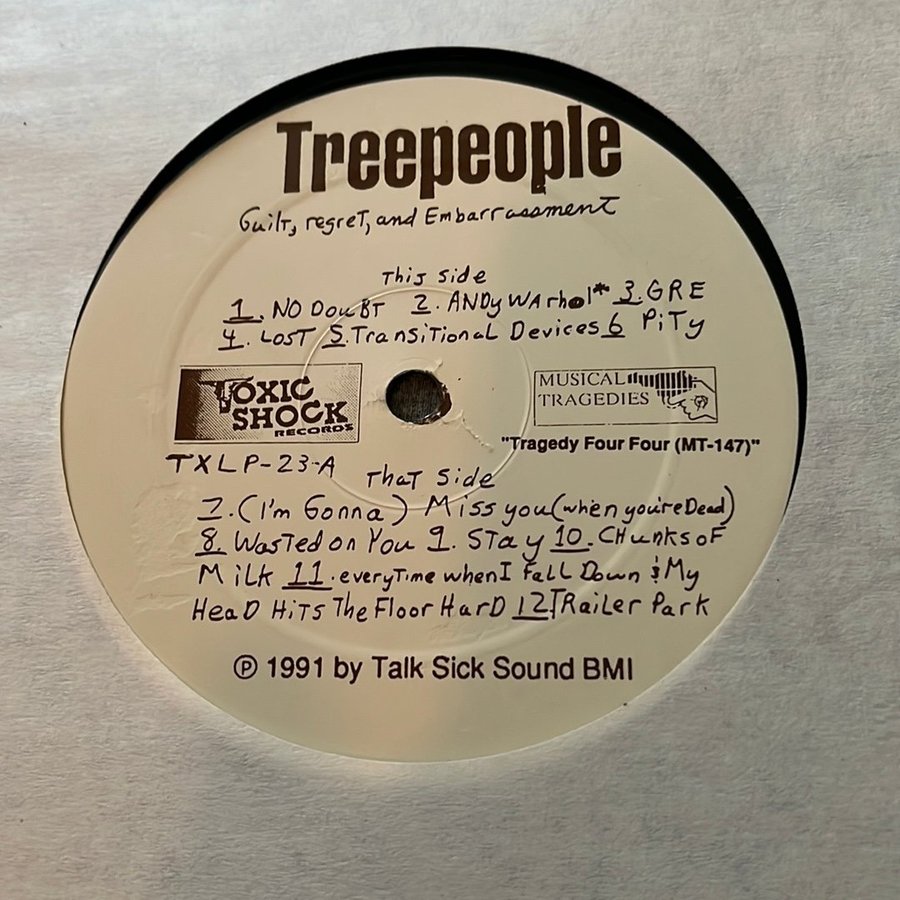 Treepeople
Guilt, regret, and Embarrassment
This Side
1. NO DOUBT 2. ANDY WArhol* 3. GRE
4. LOST 5. Transitional Devices 6 PiTy
TOXIC
SHOCK
RECORDS
MUSICAL
TRAGEDIES
"Tragedy Four Four (MT-147)"
TXLP-23-A
That Side
7. (I'm Gonna) Miss you (when you're Dead)
8. Wasted on You 9. STay 10. CHunks oF
Milk 11. everyTime when I fall Down & My
HeaD HiTs The Floor HarD 12 TRailer Park
℗ 1991 by Talk Sick Sound BMI